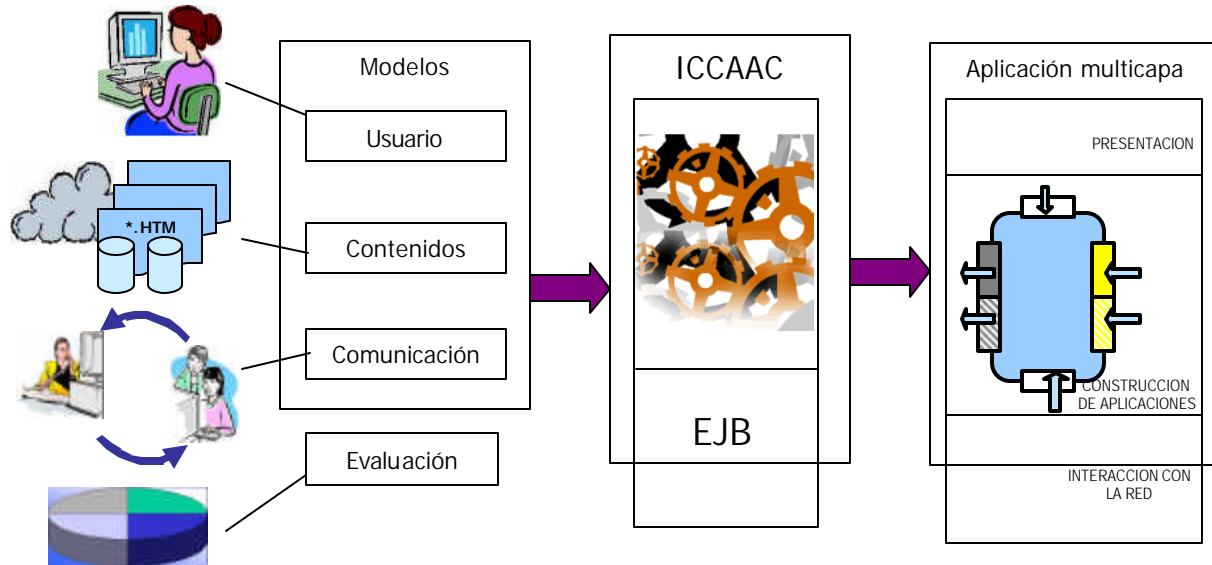 Modelos
Usuario
*.HTM
Contenidos
Comunicación
Evaluación
ICCAAC
EJB
Aplicación multicapa
PRESENTACION
CONSTRUCCION
DE APLICACIONES
INTERACCION CON
LA RED